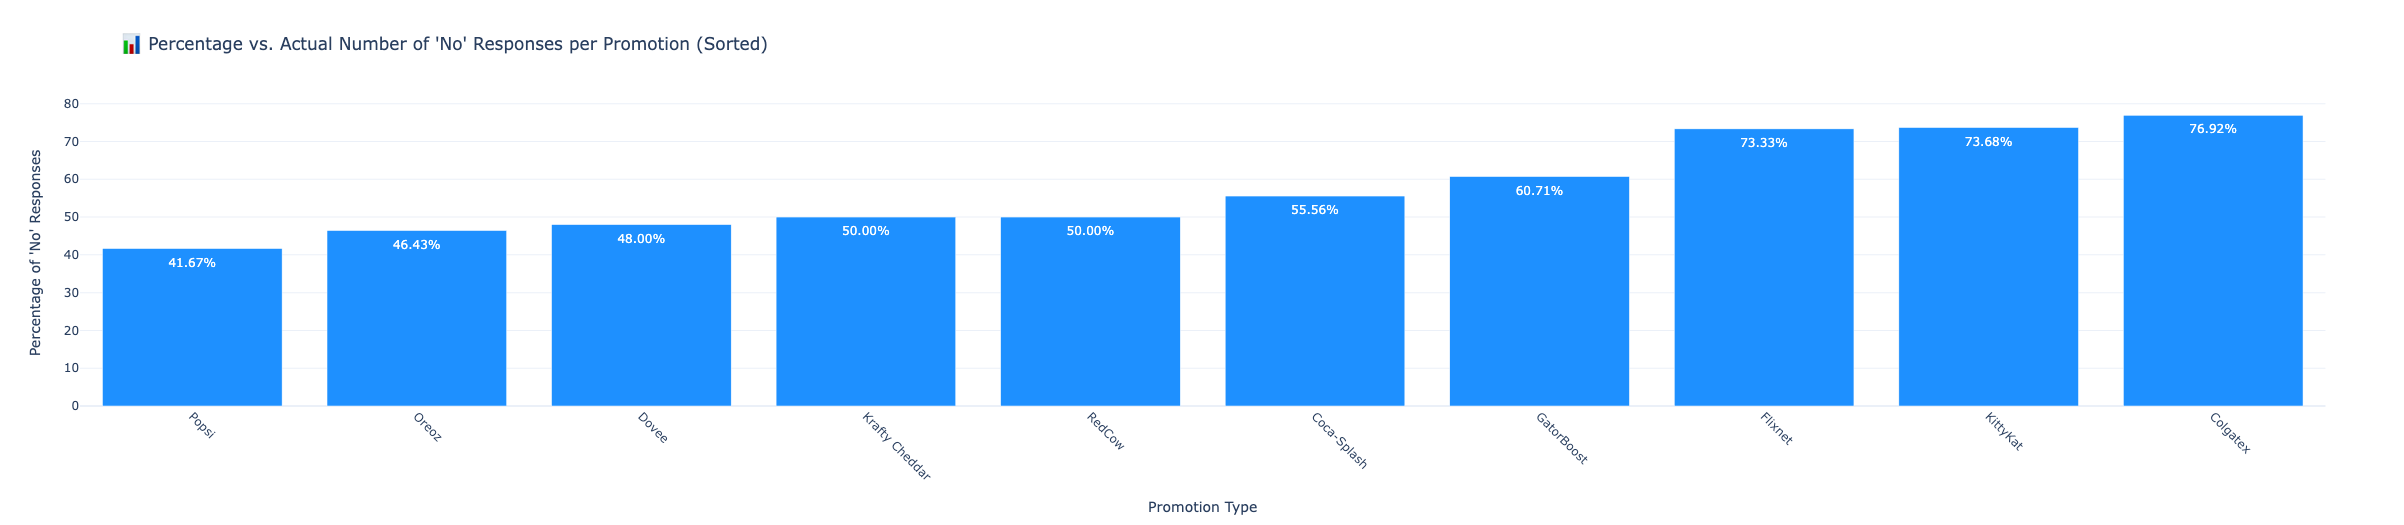 📊 Percentage vs. Actual Number of 'No' Responses per Promotion (Sorted)
Percentage of 'No' Responses
80
70
60
50
40
30
20
10
0
41.67%
46.43%
48.00%
50.00%
50.00%
55.56%
60.71%
73.33%
73.68%
76.92%
Popsi
Oreoz
Dovee
Krafty Cheddar
RedCow
Coca-Splash
GatorBoost
Flixnet
KittyKat
Colgatex
Promotion Type